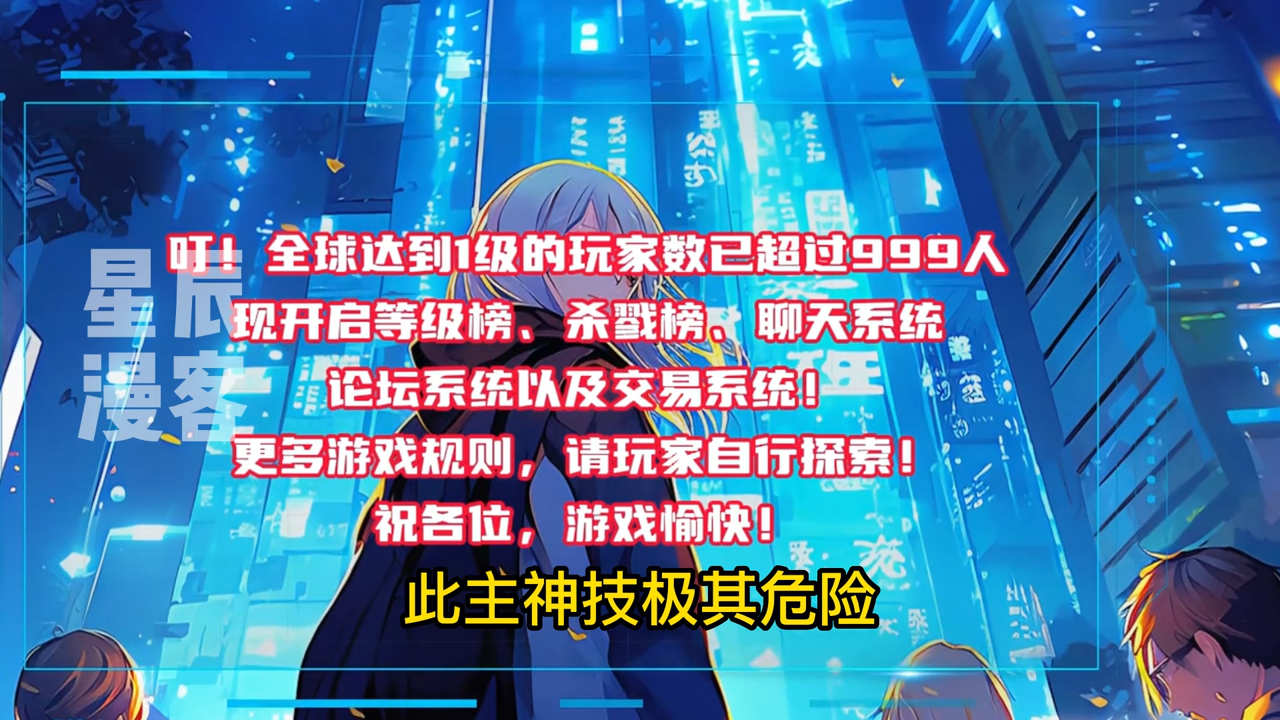 叮！全球达到1级的玩家数已超过999人
现开启等级榜、杀戮榜、聊天系统
论坛系统以及交易系统！
更多游戏规则，请玩家自行探索！
祝各位，游戏愉快！
星辰
漫客
此主神技极其危险